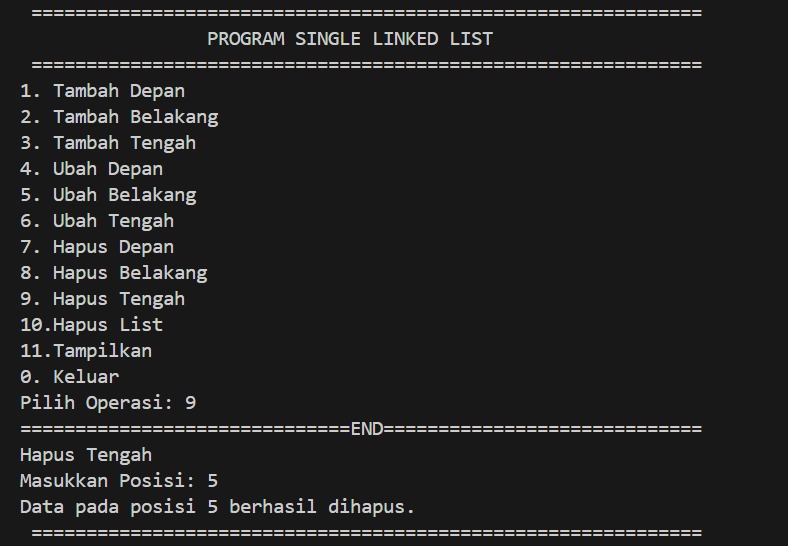 =============================================================
PROGRAM SINGLE LINKED LIST
=============================================================
1. Tambah Depan
2. Tambah Belakang
3. Tambah Tengah
4. Ubah Depan
5. Ubah Belakang
6. Ubah Tengah
7. Hapus Depan
8. Hapus Belakang
9. Hapus Tengah
10.Hapus List
11.Tampilkan
0. Keluar
Pilih Operasi: 9
==============================END=============================
Hapus Tengah
Masukkan Posisi: 5
Data pada posisi 5 berhasil dihapus.
=============================================================